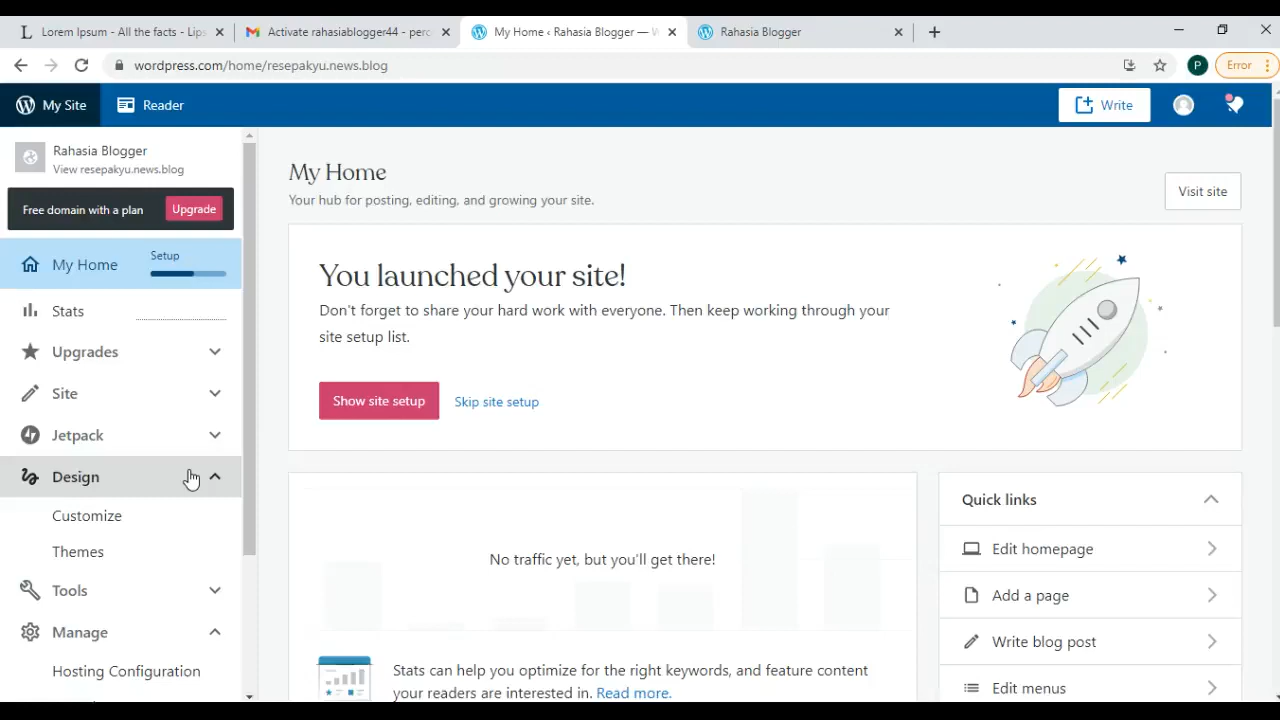 Lorem Ipsum - All the facts - Lips
Activate rahasiablogger44 - perc
My Home ‹ Rahasia Blogger — W
Rahasia Blogger
wordpress.com/home/resepakyu.news.blog
P
Error
My Site
Reader
Write
Rahasia Blogger
View resepakyu.news.blog
Free domain with a plan
Upgrade
My Home
Setup
Stats
Upgrades
Site
Jetpack
Design
Customize
Themes
Tools
Manage
Hosting Configuration
My Home
Your hub for posting, editing, and growing your site.
Visit site
You launched your site!
Don't forget to share your hard work with everyone. Then keep working through your
site setup list.
Show site setup
Skip site setup
No traffic yet, but you'll get there!
Stats can help you optimize for the right keywords, and feature content
your readers are interested in. Read more.
Quick links
Edit homepage
Add a page
Write blog post
Edit menus